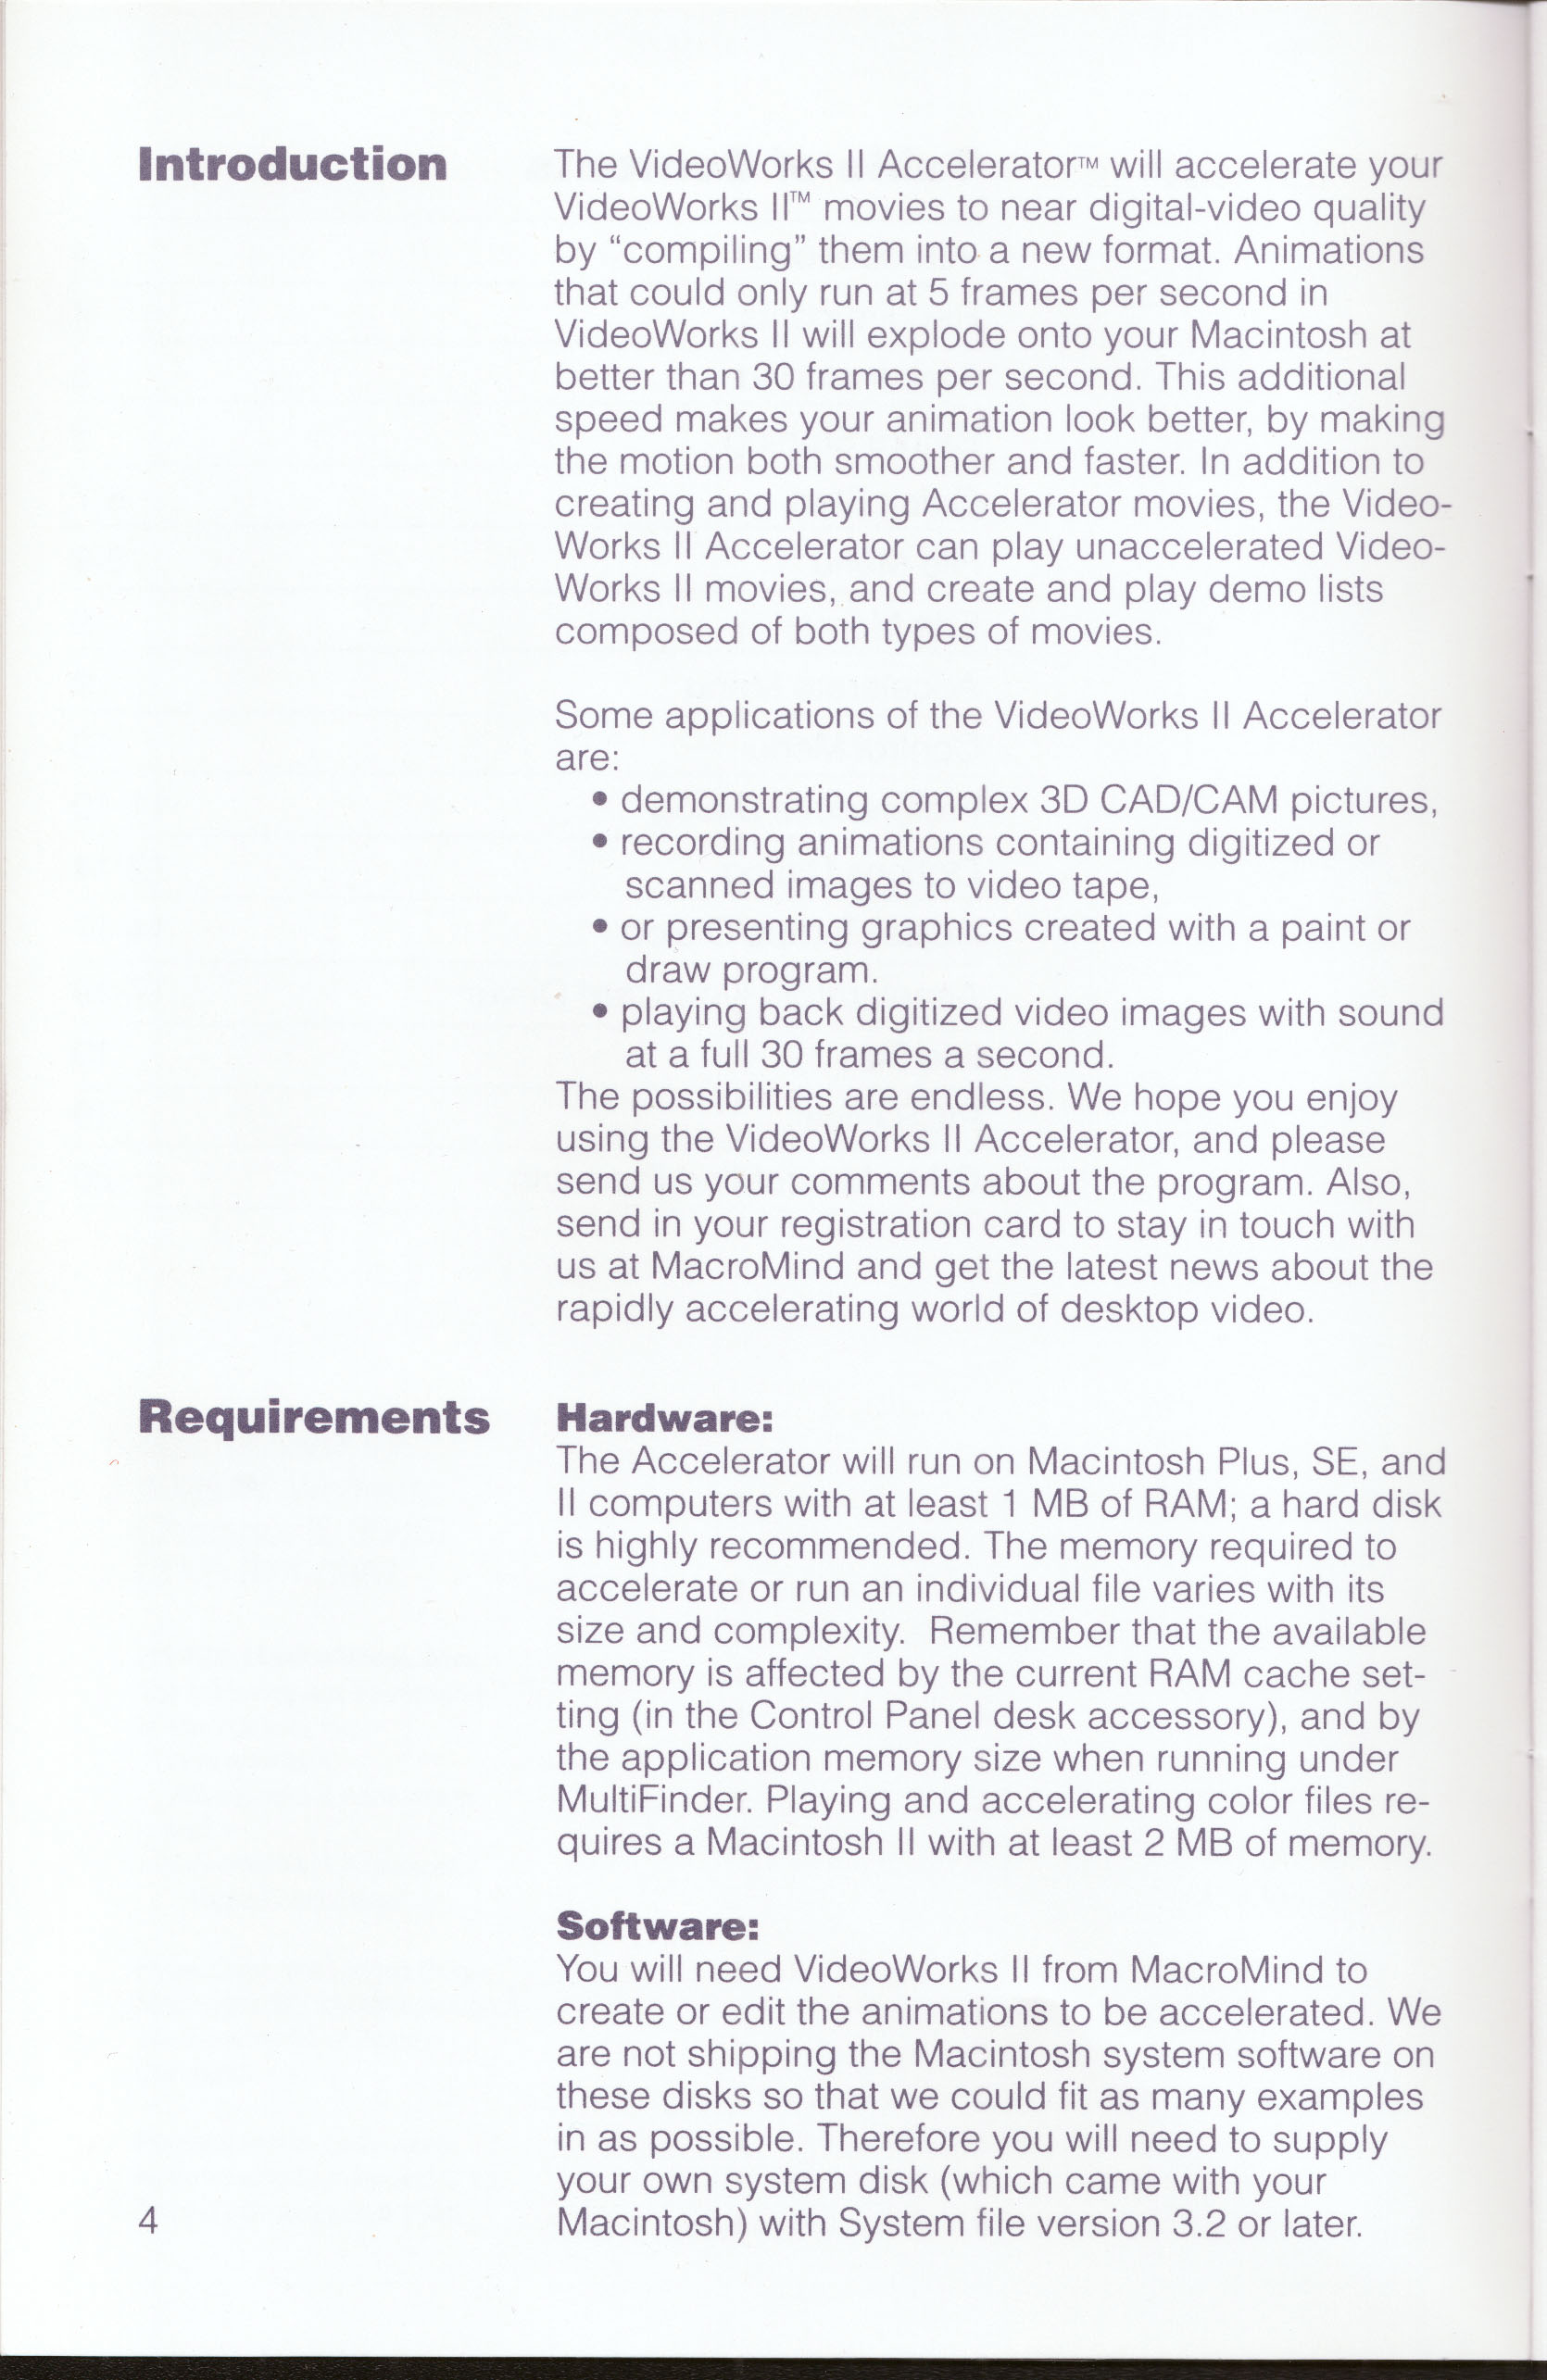 Introduction
The VideoWorks II Accelerator™ will accelerate your
VideoWorks II™ movies to near digital-video quality
by “compiling” them into a new format. Animations
that could only run at 5 frames per second in
VideoWorks II will explode onto your Macintosh at
better than 30 frames per second. This additional
speed makes your animation look better, by making
the motion both smoother and faster. In addition to
creating and playing Accelerator movies, the Video-
Works II Accelerator can play unaccelerated Video-
Works II movies, and create and play demo lists
composed of both types of movies.
Some applications of the VideoWorks II Accelerator
are:
• demonstrating complex 3D CAD/CAM pictures,
• recording animations containing digitized or
scanned images to video tape,
• or presenting graphics created with a paint or
draw program.
• playing back digitized video images with sound
at a full 30 frames a second.
The possibilities are endless. We hope you enjoy
using the VideoWorks II Accelerator, and please
send us your comments about the program. Also,
send in your registration card to stay in touch with
us at MacroMind and get the latest news about the
rapidly accelerating world of desktop video.
Requirements
Hardware:
The Accelerator will run on Macintosh Plus, SE, and
II computers with at least 1 MB of RAM; a hard disk
is highly recommended. The memory required to
accelerate or run an individual file varies with its
size and complexity.  Remember that the available
memory is affected by the current RAM cache set-
ting (in the Control Panel desk accessory), and by
the application memory size when running under
MultiFinder. Playing and accelerating color files re-
quires a Macintosh II with at least 2 MB of memory.
Software:
You will need VideoWorks II from MacroMind to
create or edit the animations to be accelerated. We
are not shipping the Macintosh system software on
these disks so that we could fit as many examples
in as possible. Therefore you will need to supply
your own system disk (which came with your
Macintosh) with System file version 3.2 or later.
4